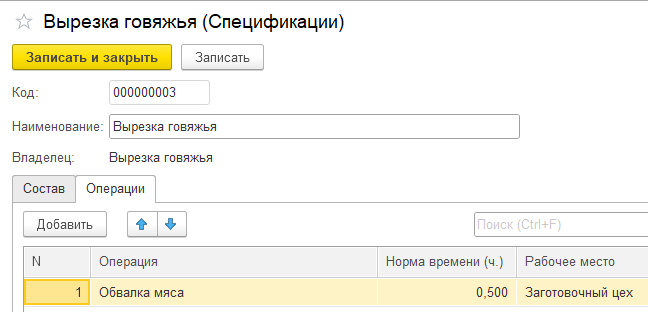 Вырезка говяжья (Спецификации)
Записать и закрыть Записать
Код: 000000003
Наименование: Вырезка говяжья
Владелец: Вырезка говяжья
Состав Операции
Добавить Поиск (Ctrl+F)
N Операция Норма времени (ч.) Рабочее место
1 Обвалка мяса 0,500 Заготовочный цех